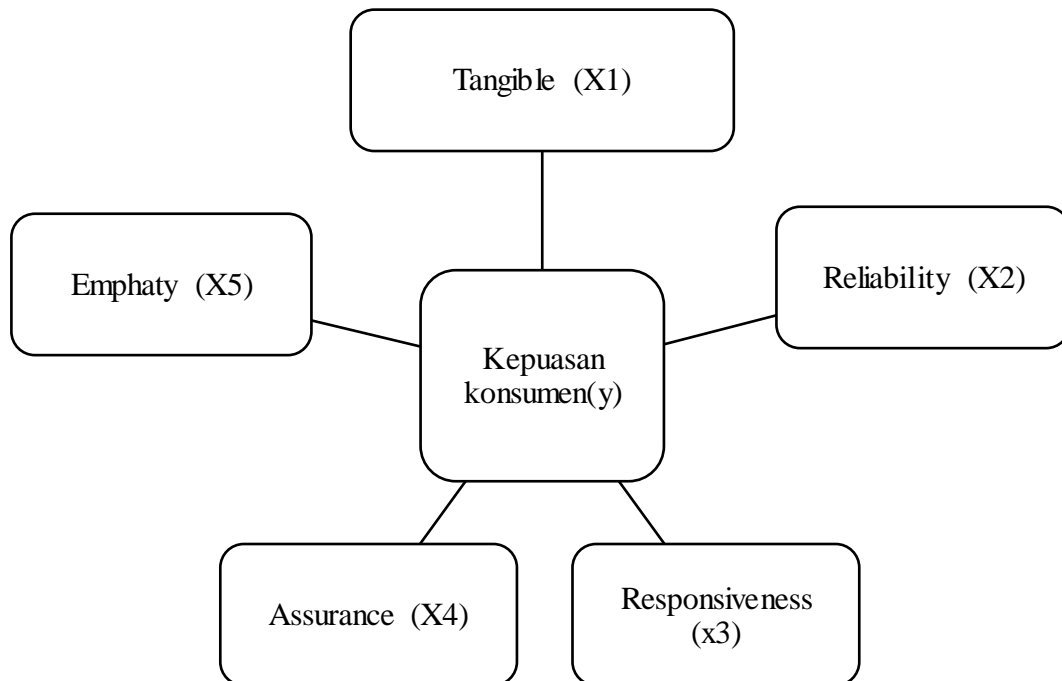 Tangible (X1)
Emphaty (X5)
Reliability (X2)
Kepuasan
konsumen(y)
Assurance (X4)
Responsiveness
(x3)